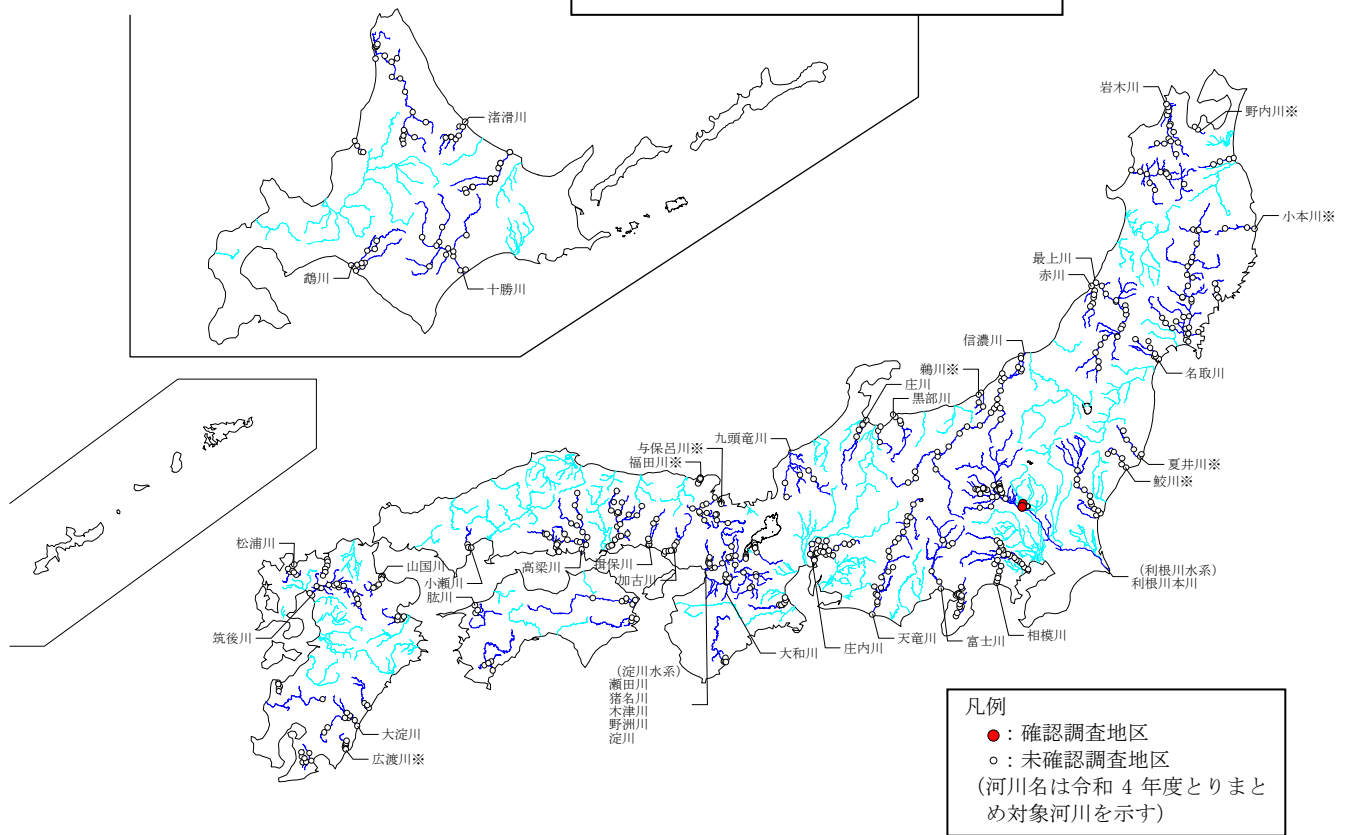 渚滑川
鵡川
十勝川
岩木川
野内川※
小本川※
最上川
赤川
信濃川
名取川
鵜川※
庄川
黒部川
九頭竜川
与保呂川※
福田川※
夏井川※
鮫川※
(利根川水系)
利根川本川
松浦川
山国川
小瀬川
高梁川
揖保川
加古川
肱川
筑後川
(淀川水系)
瀬田川
猪名川
木津川
野洲川
淀川
大和川
庄内川
天竜川
富士川
相模川
大淀川
広渡川※
凡例
●：確認調査地区
○：未確認調査地区
(河川名は令和 4 年度とりまと
め対象河川を示す)